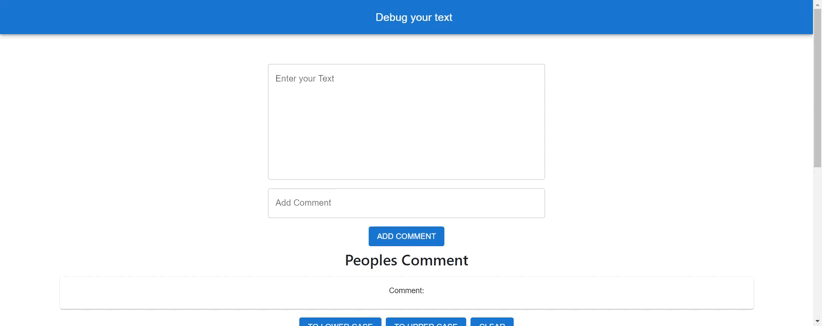 Debug your text
Enter your Text
Add Comment
ADD COMMENT
Peoples Comment
Comment:
TO LOWER CASE TO UPPER CASE CLEAR